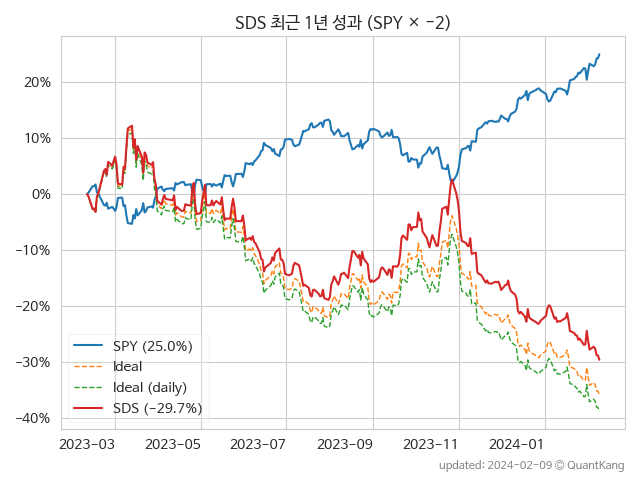 SDS 최근 1년 성과 (SPY × −2)
20%
10%
0%
−10%
−20%
−30%
−40%
SPY (25.0%)
Ideal
Ideal (daily)
SDS (−29.7%)
2023-03 2023-05 2023-07 2023-09 2023-11 2024-01
updated: 2024-02-09 © QuantKang